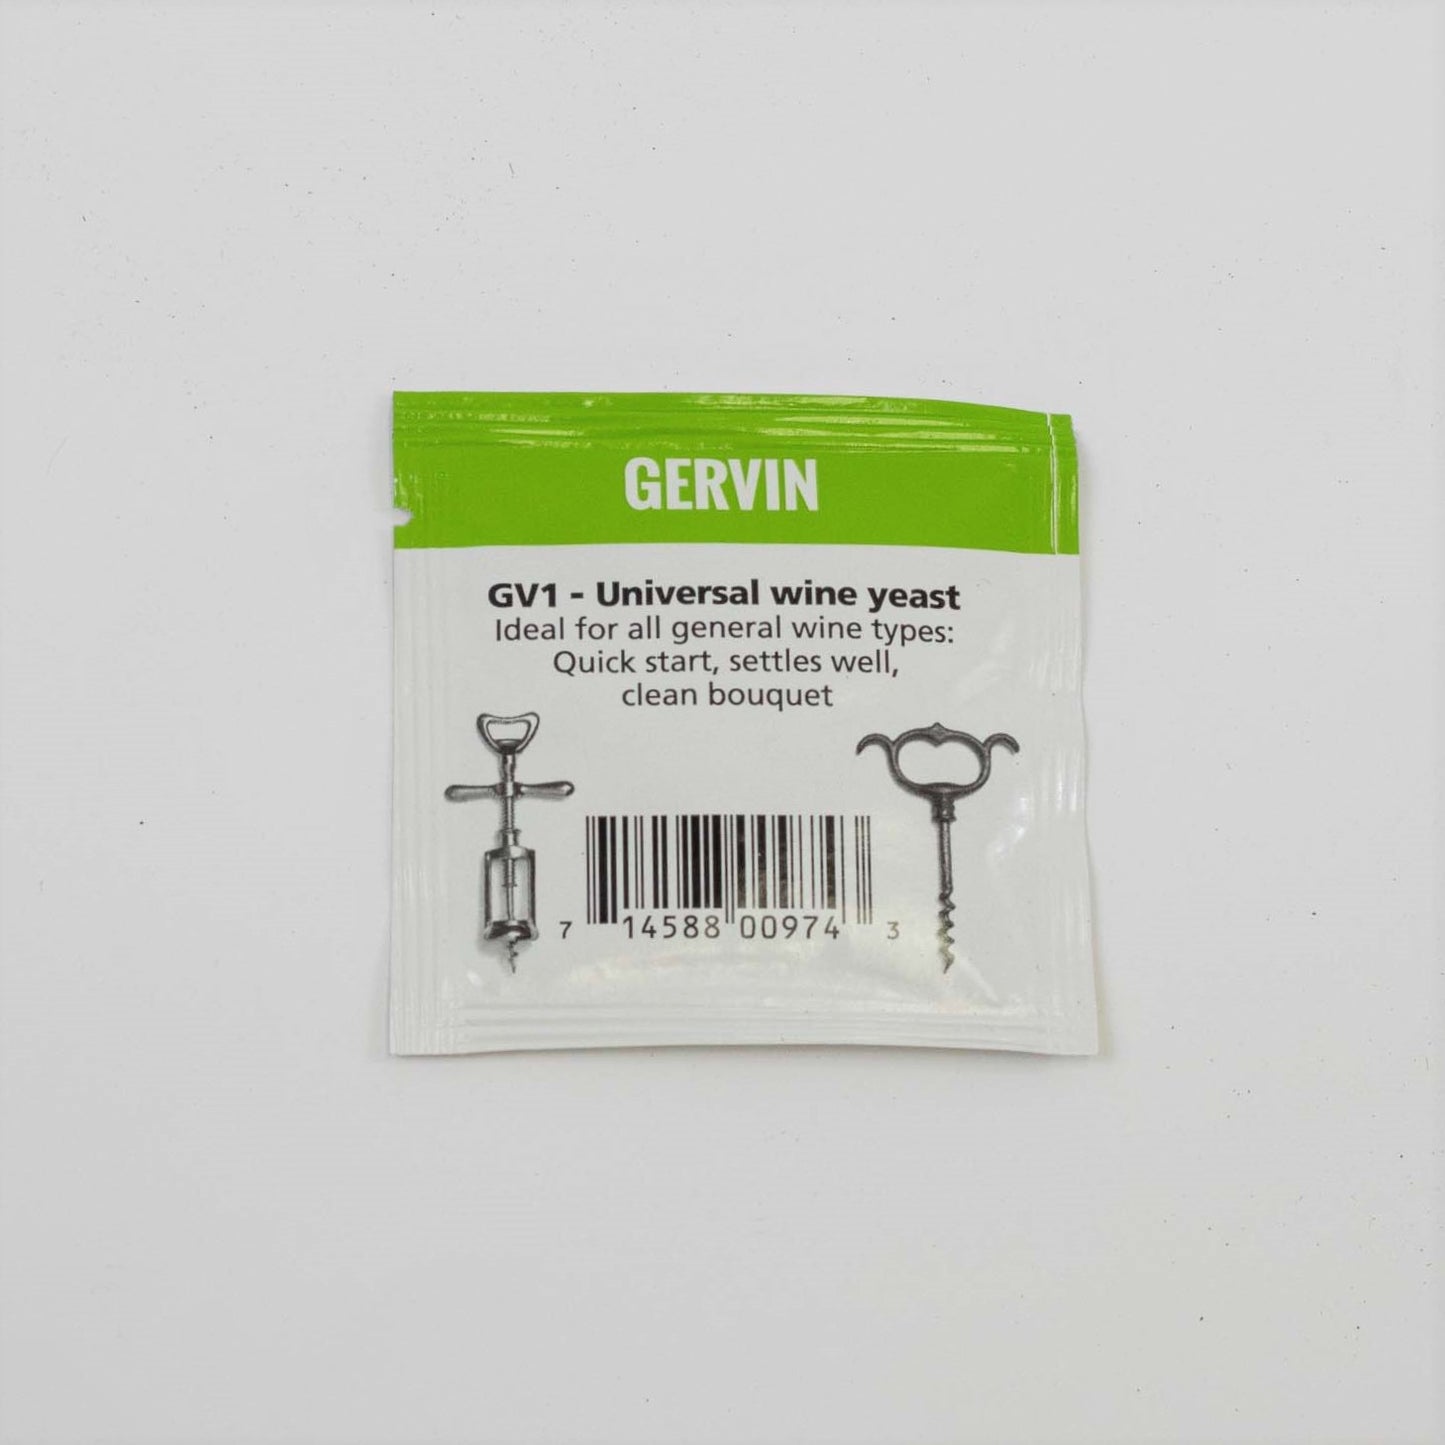 GERVIN
GV1 - Universal wine yeast
Ideal for all general wine types:
Quick start, settles well,
clean bouquet
7 14588 00974 3